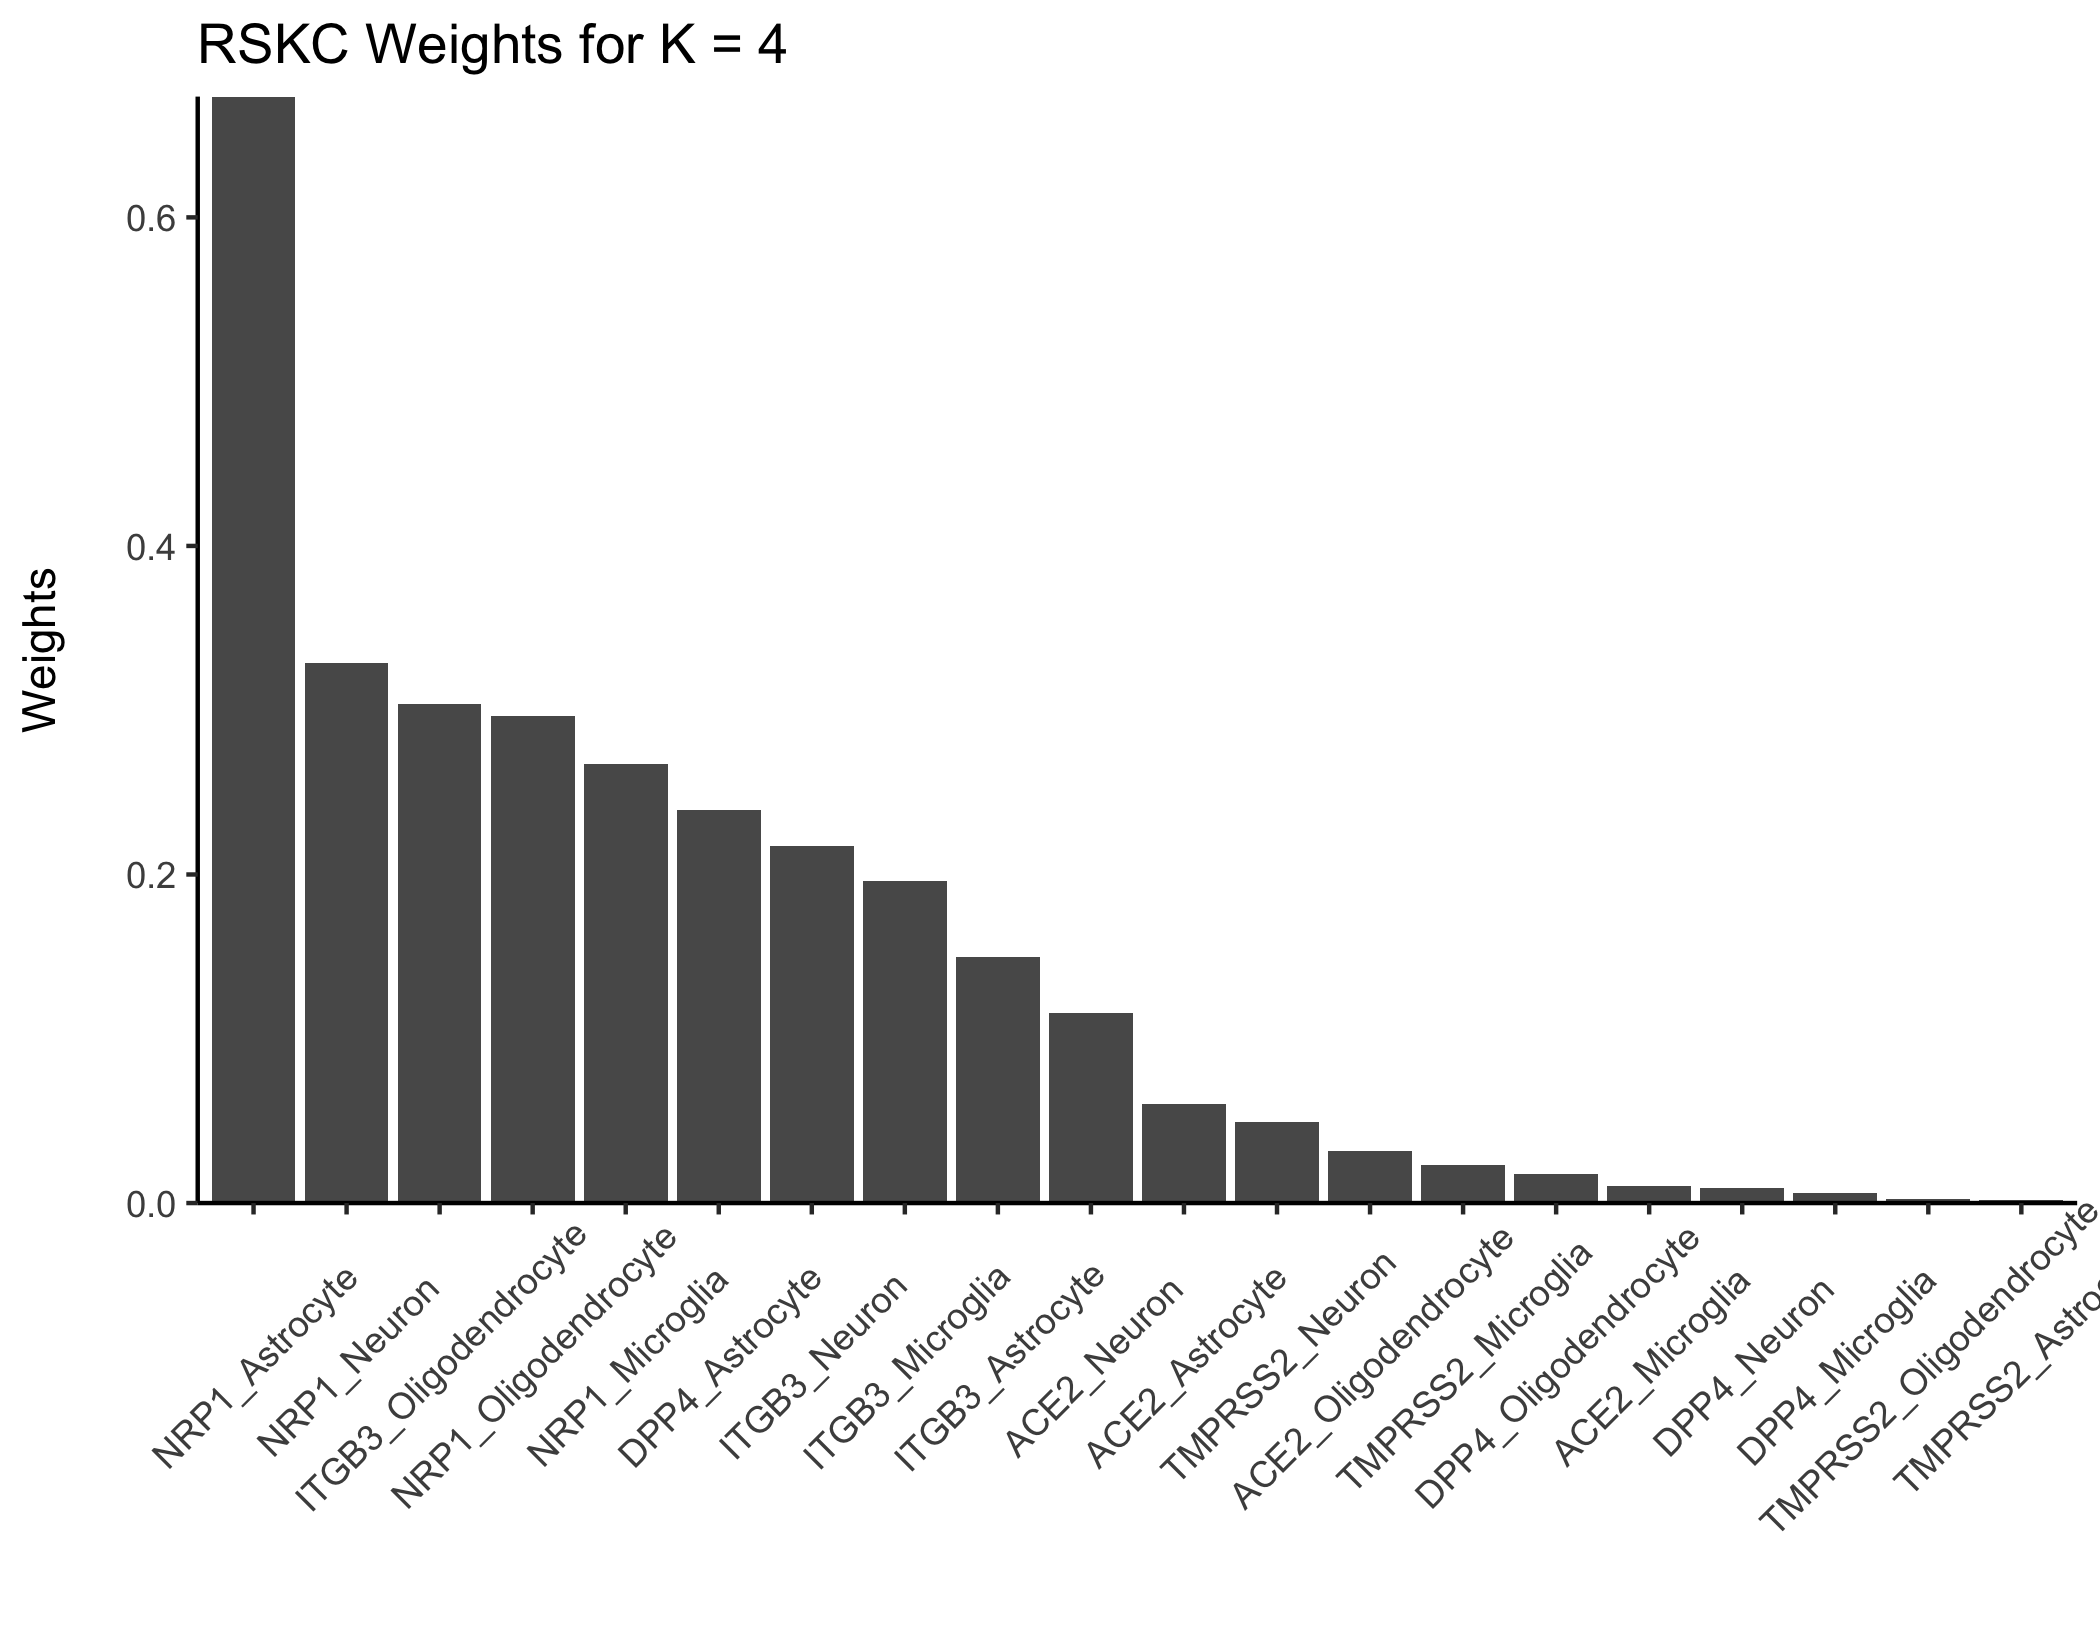 RSKC Weights for K = 4
Weights
0.6
0.4
0.2
0.0
NRP1_Astrocyte
NRP1_Neuron
ITGB3_Oligodendrocyte
NRP1_Oligodendrocyte
NRP1_Microglia
DPP4_Astrocyte
ITGB3_Neuron
ITGB3_Microglia
ITGB3_Astrocyte
ACE2_Neuron
ACE2_Astrocyte
TMPRSS2_Neuron
ACE2_Oligodendrocyte
TMPRSS2_Microglia
DPP4_Oligodendrocyte
ACE2_Microglia
DPP4_Neuron
DPP4_Microglia
TMPRSS2_Oligodendrocyte
TMPRSS2_Astro